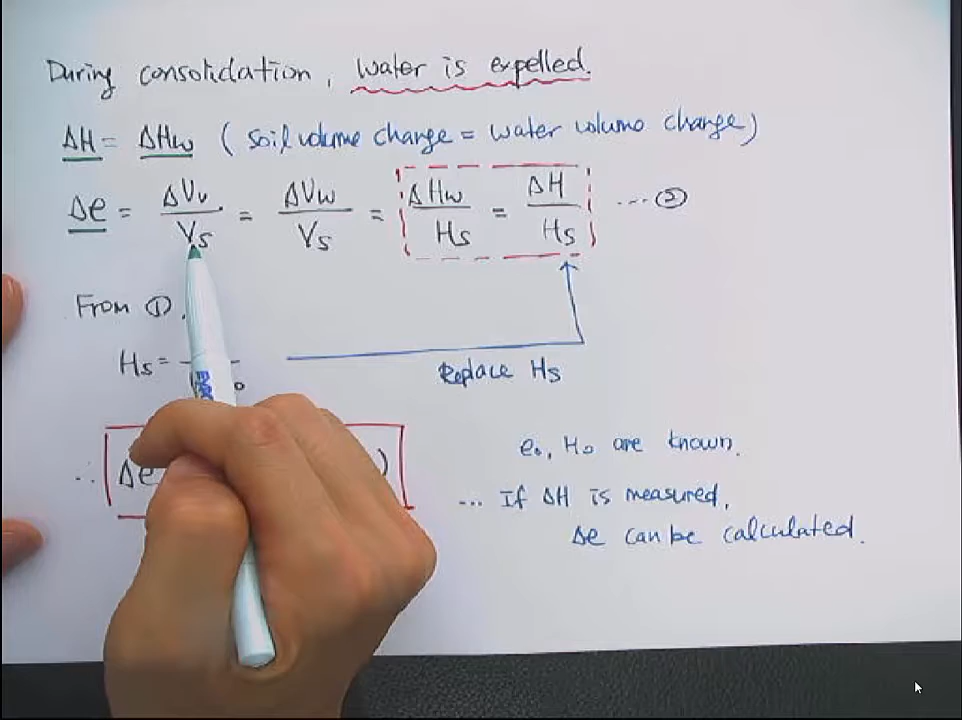 During consolidation, water is expelled.
ΔH = ΔHw (soil volume change = water volume change)
Δe = ΔVv/Vs = ΔVw/Vs = ΔHw/Hs = ΔH/Hs ... ②
From ①,
Hs =
Replace Hs
e₀, H₀ are known.
∴ Δe )
... If ΔH is measured,
Δe can be calculated.